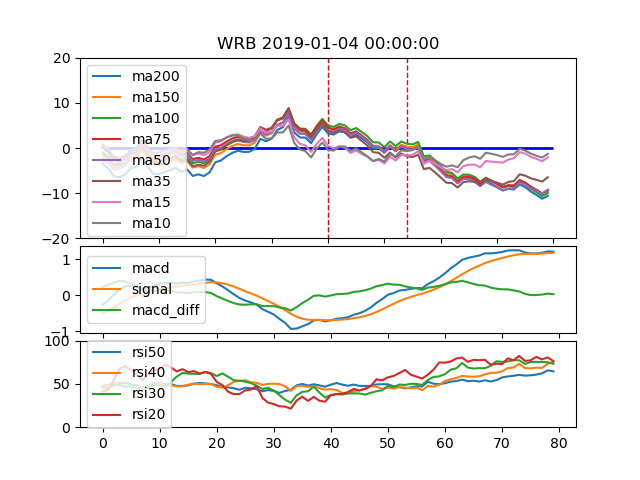 WRB 2019-01-04 00:00:00
20
10
0
−10
−20
ma200
ma150
ma100
ma75
ma50
ma35
ma15
ma10
1
0
−1
macd
signal
macd_diff
100
50
0
rsi50
rsi40
rsi30
rsi20
0 10 20 30 40 50 60 70 80